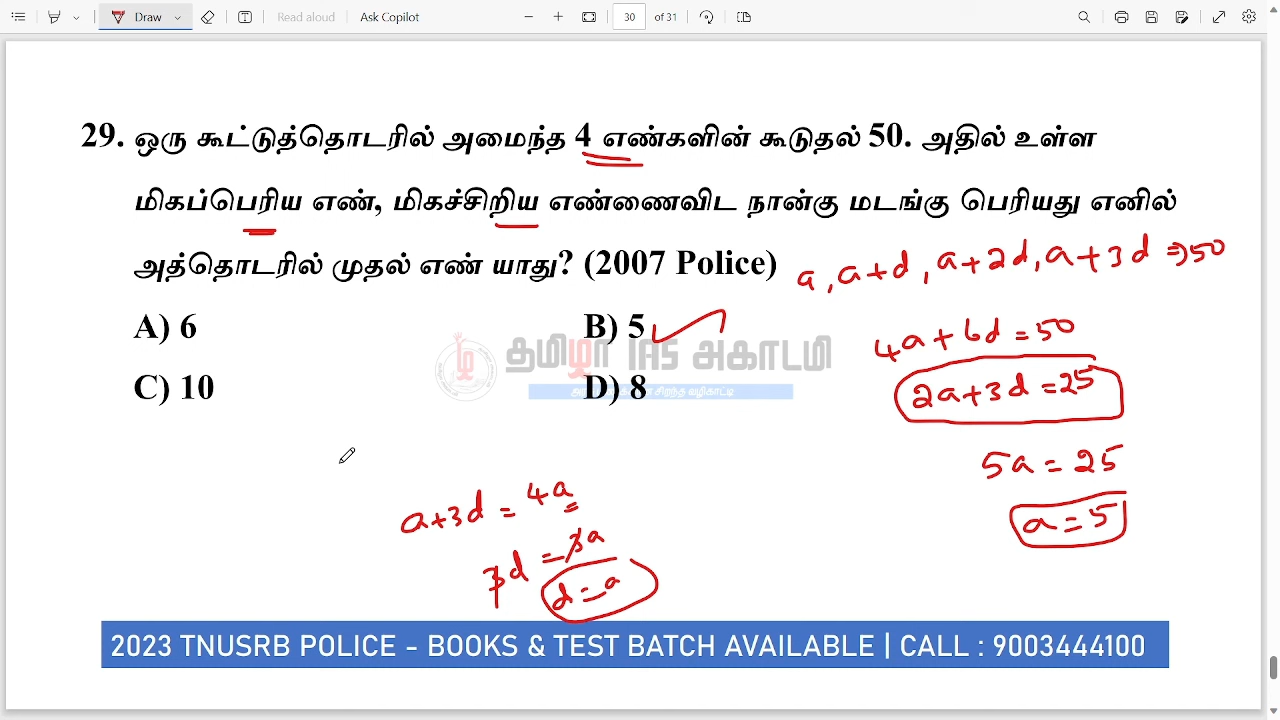 Draw
Read aloud
Ask Copilot
30 of 31
29. ஒரு கூட்டுத்தொடரில் அமைந்த 4 எண்களின் கூடுதல் 50. அதில் உள்ள
மிகப்பெரிய எண், மிகச்சிறிய எண்ணைவிட நான்கு மடங்கு பெரியது எனில்
அத்தொடரில் முதல் எண் யாது? (2007 Police)
a, a+d, a+2d, a+3d ⇒50
A) 6
B) 5
4a+6d=50
தமிழா IAS அகாடமி
C) 10
D) 8
2a+3d=25
5a=25
a+3d=4a
a=5
3d=3a
d=a
2023 TNUSRB POLICE - BOOKS & TEST BATCH AVAILABLE | CALL : 9003444100